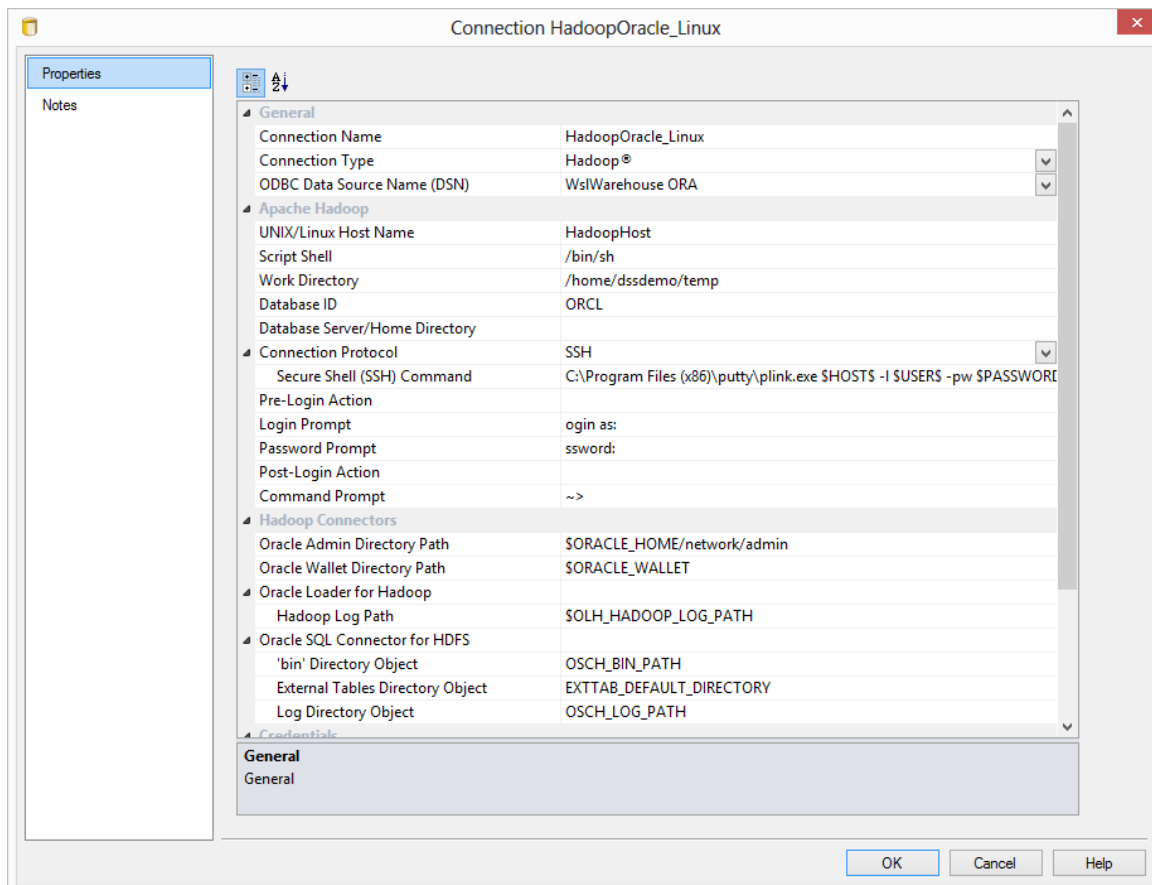 Connection HadoopOracle_Linux
Properties
Notes
General
Connection Name HadoopOracle_Linux
Connection Type Hadoop®
ODBC Data Source Name (DSN) WslWarehouse ORA
Apache Hadoop
UNIX/Linux Host Name HadoopHost
Script Shell /bin/sh
Work Directory /home/dssdemo/temp
Database ID ORCL
Database Server/Home Directory
Connection Protocol SSH
Secure Shell (SSH) Command C:\Program Files (x86)\putty\plink.exe $HOST$ -l $USER$ -pw $PASSWORD
Pre-Login Action
Login Prompt ogin as:
Password Prompt ssword:
Post-Login Action
Command Prompt ~>
Hadoop Connectors
Oracle Admin Directory Path $ORACLE_HOME/network/admin
Oracle Wallet Directory Path $ORACLE_WALLET
Oracle Loader for Hadoop
Hadoop Log Path $OLH_HADOOP_LOG_PATH
Oracle SQL Connector for HDFS
'bin' Directory Object OSCH_BIN_PATH
External Tables Directory Object EXTTAB_DEFAULT_DIRECTORY
Log Directory Object OSCH_LOG_PATH
Credentials
General
General
OK Cancel Help